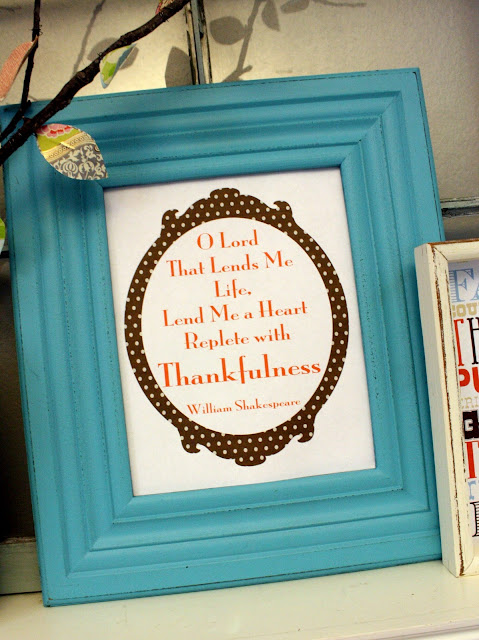 O Lord
That Lends Me
Life,
Lend Me a Heart
Replete with
Thankfulness
William Shakespeare